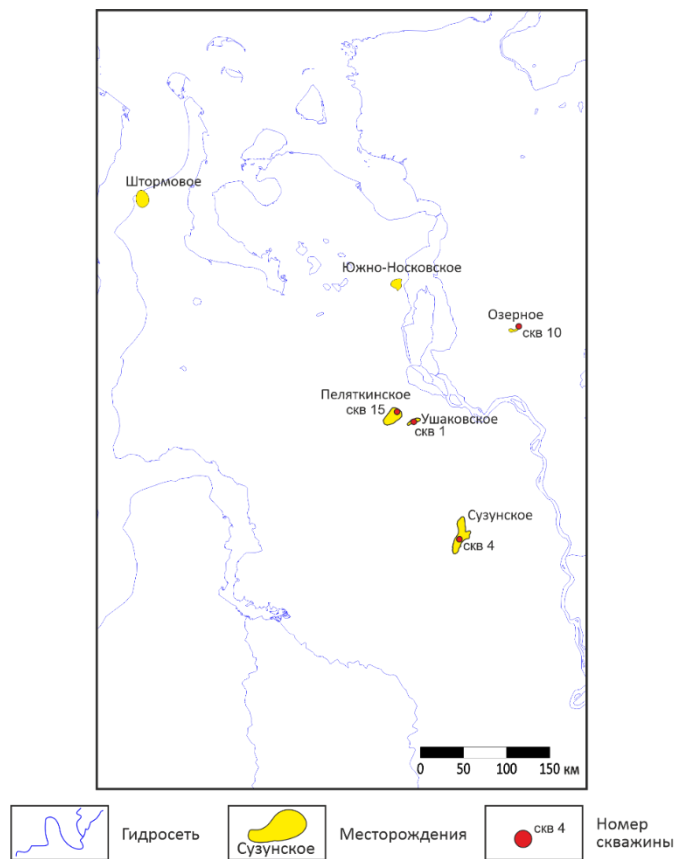 Штормовое
Южно-Носковское
Озерное
скв 10
Пеляткинское
скв 15
Ушаковское
скв 1
Сузунское
скв 4
0 50 100 150 км
Гидросеть
Сузунское
Месторождения
скв 4
Номер
скважины